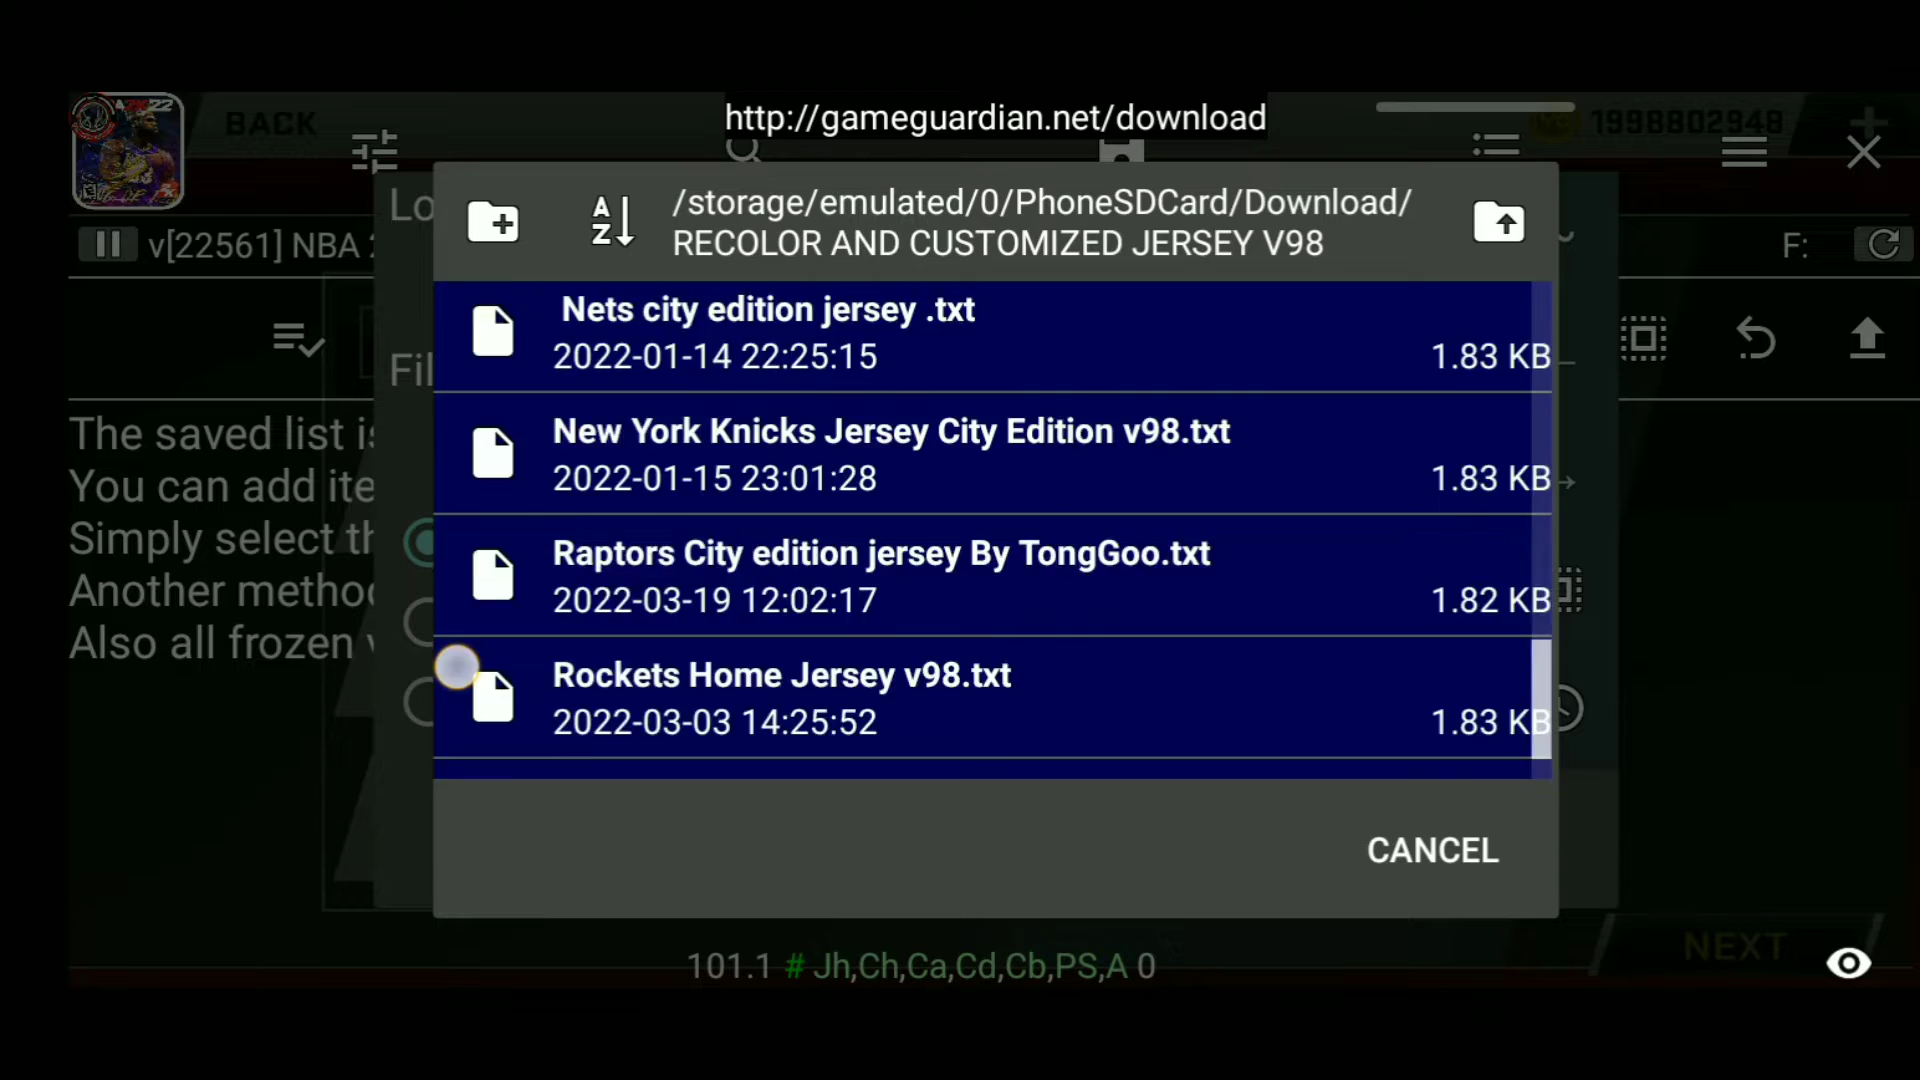 http://gameguardian.net/download
BACK
1998802948
/storage/emulated/0/PhoneSDCard/Download/
RECOLOR AND CUSTOMIZED JERSEY V98
Lo
v[22561] NBA
F:
Nets city edition jersey .txt
2022-01-14 22:25:15
1.83 KB
New York Knicks Jersey City Edition v98.txt
2022-01-15 23:01:28
1.83 KB
Raptors City edition jersey By TongGoo.txt
2022-03-19 12:02:17
1.82 KB
Rockets Home Jersey v98.txt
2022-03-03 14:25:52
1.83 KB
Fil
The saved list is
You can add ite
Simply select th
Another method
Also all frozen v
CANCEL
NEXT
101.1 # Jh,Ch,Ca,Cd,Cb,PS,A 0